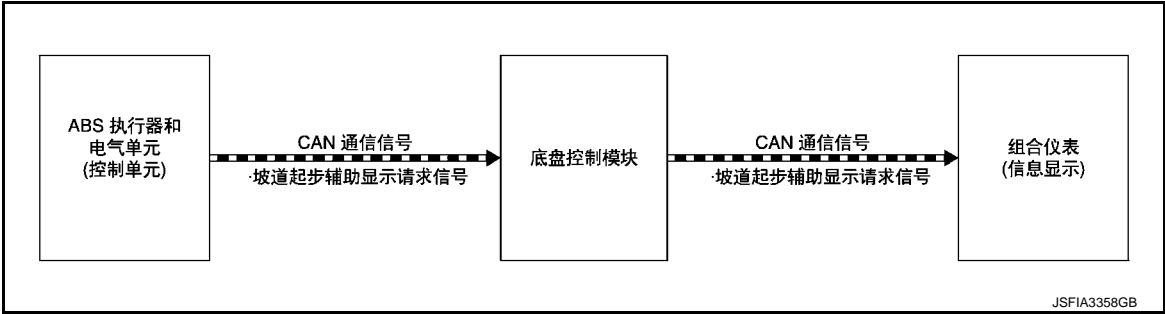 ABS 执行器和
电气单元
(控制单元)
CAN 通信信号
·坡道起步辅助显示请求信号
底盘控制模块
CAN 通信信号
·坡道起步辅助显示请求信号
组合仪表
(信息显示)
JSFIA3358GB